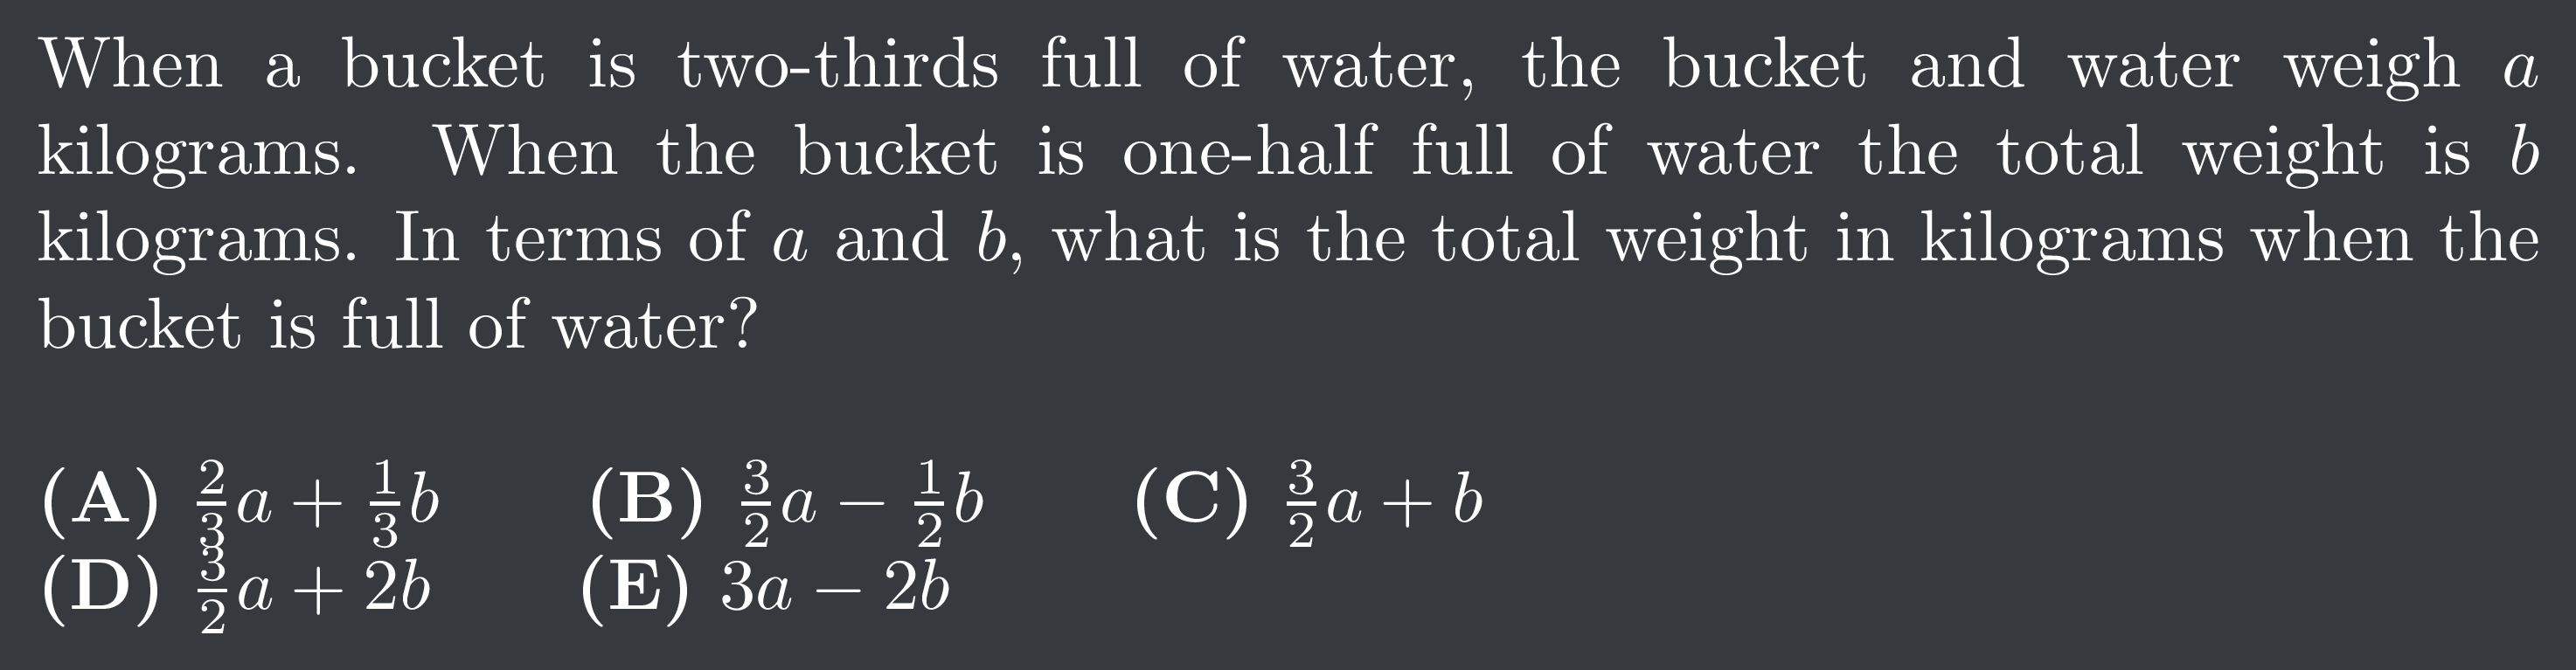 When a bucket is two-thirds full of water, the bucket and water weigh $a$
kilograms. When the bucket is one-half full of water the total weight is $b$
kilograms. In terms of $a$ and $b$, what is the total weight in kilograms when the
bucket is full of water?
(A) $\frac{2}{3}a + \frac{1}{3}b$ (B) $\frac{3}{2}a - \frac{1}{2}b$ (C) $\frac{3}{2}a + b$
(D) $\frac{3}{2}a + 2b$ (E) $3a - 2b$